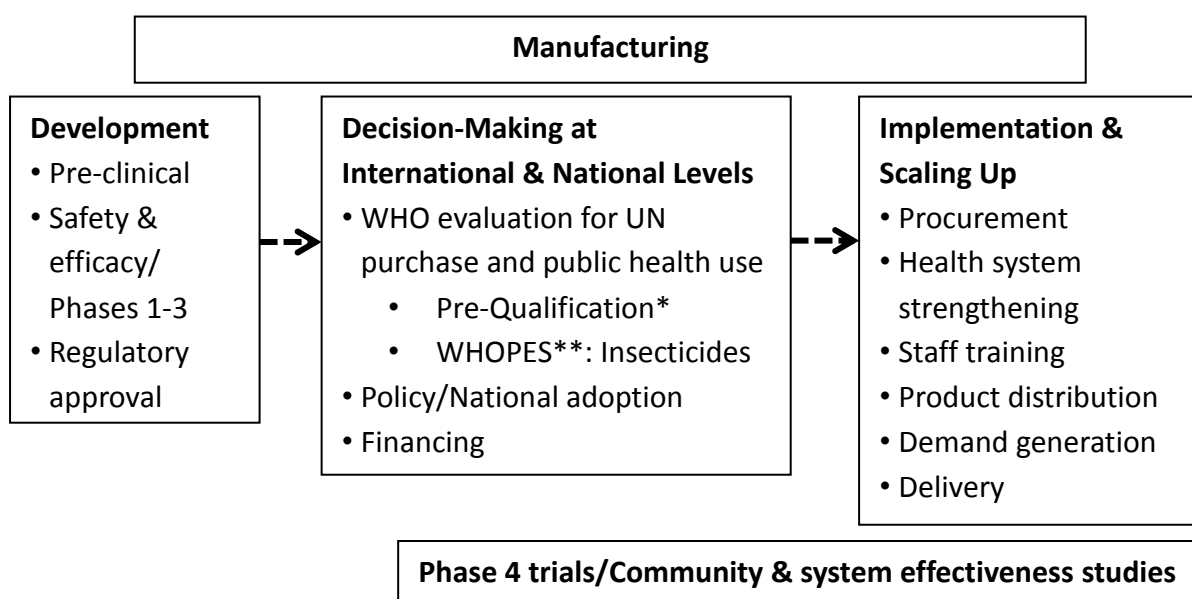 Manufacturing
Development
• Pre-clinical
• Safety &
efficacy/
Phases 1-3
• Regulatory
approval
Decision-Making at
International & National Levels
• WHO evaluation for UN
purchase and public health use
• Pre-Qualification*
• WHOPES**: Insecticides
• Policy/National adoption
• Financing
Implementation &
Scaling Up
• Procurement
• Health system
strengthening
• Staff training
• Product distribution
• Demand generation
• Delivery
Phase 4 trials/Community & system effectiveness studies